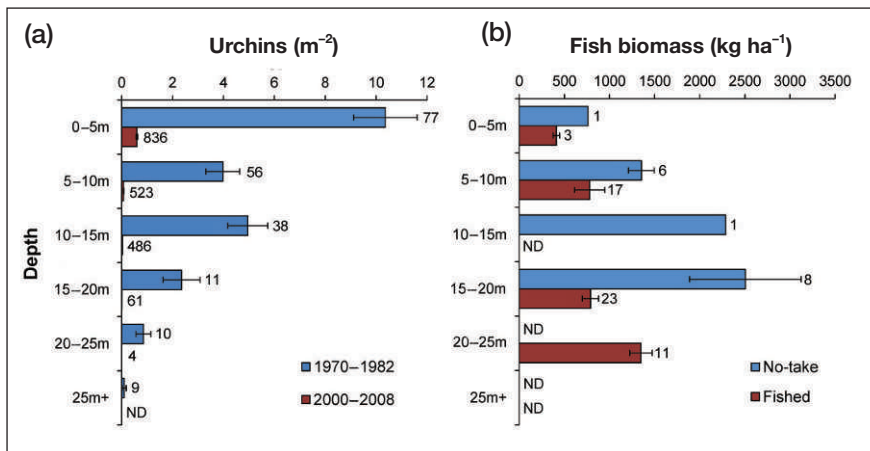 (a)
Urchins (m⁻²)
0 2 4 6 8 10 12
Depth
0–5m
77
836
5–10m
56
523
10–15m
38
486
15–20m
11
61
20–25m
10
4
25m+
9
ND
1970–1982
2000–2008
(b)
Fish biomass (kg ha⁻¹)
0 500 1000 1500 2000 2500 3000 3500
0–5m
1
3
5–10m
6
17
10–15m
1
ND
15–20m
8
23
20–25m
ND
11
25m+
ND
ND
No-take
Fished